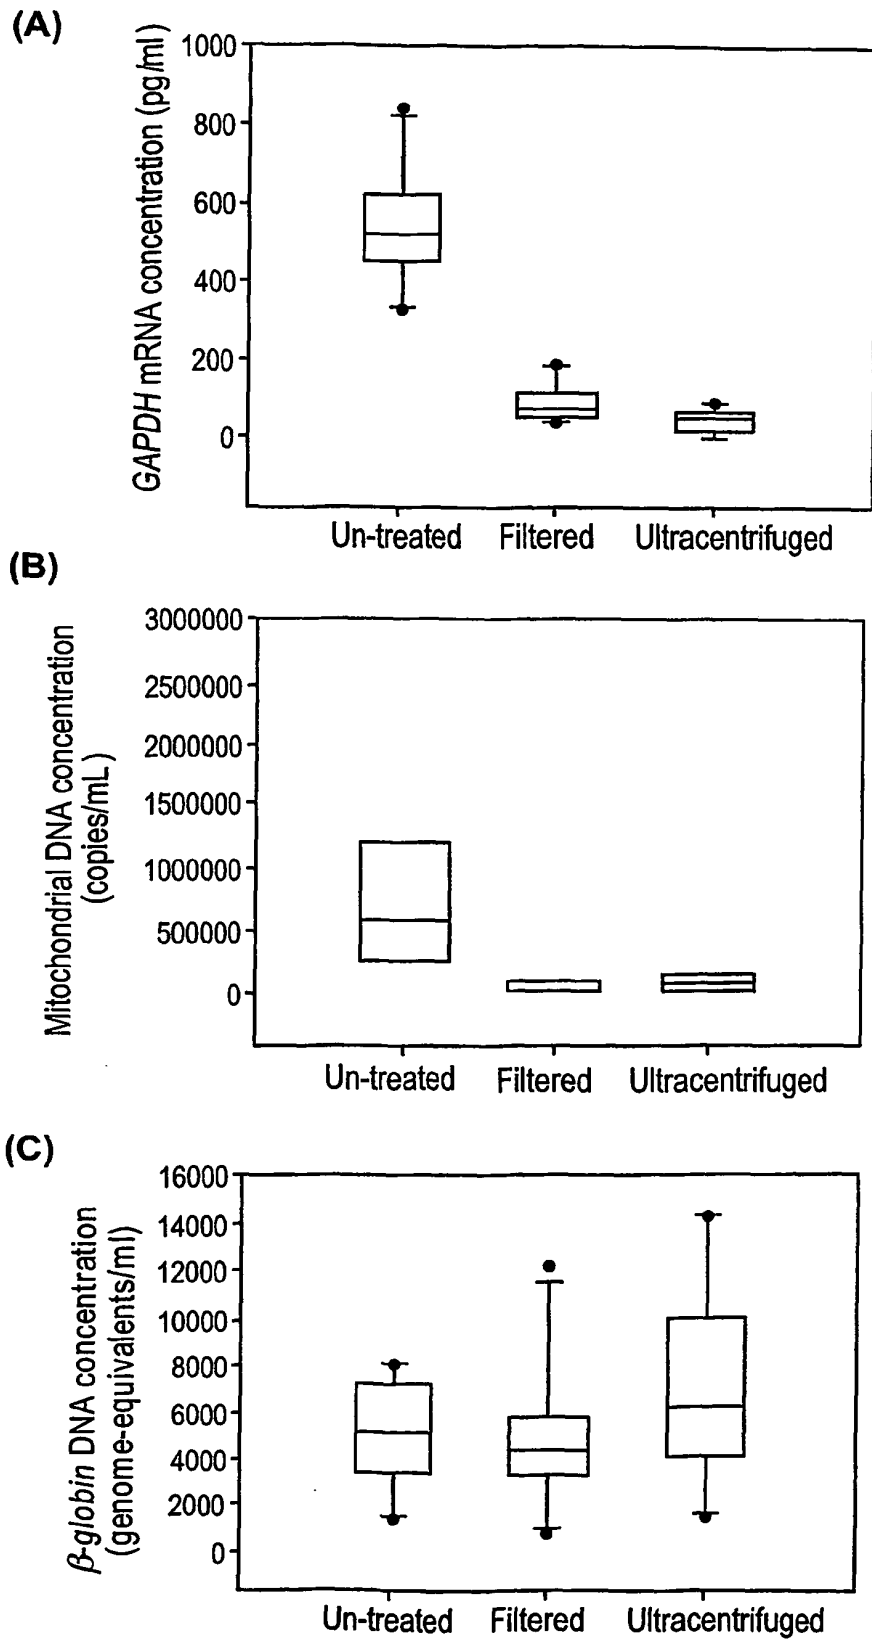 (A)
GAPDH mRNA concentration (pg/ml)
1000
800
600
400
200
0
Un-treated Filtered Ultracentrifuged
(B)
Mitochondrial DNA concentration
(copies/mL)
3000000
2500000
2000000
1500000
1000000
500000
0
Un-treated Filtered Ultracentrifuged
(C)
β-globin DNA concentration
(genome-equivalents/ml)
16000
14000
12000
10000
8000
6000
4000
2000
0
Un-treated Filtered Ultracentrifuged